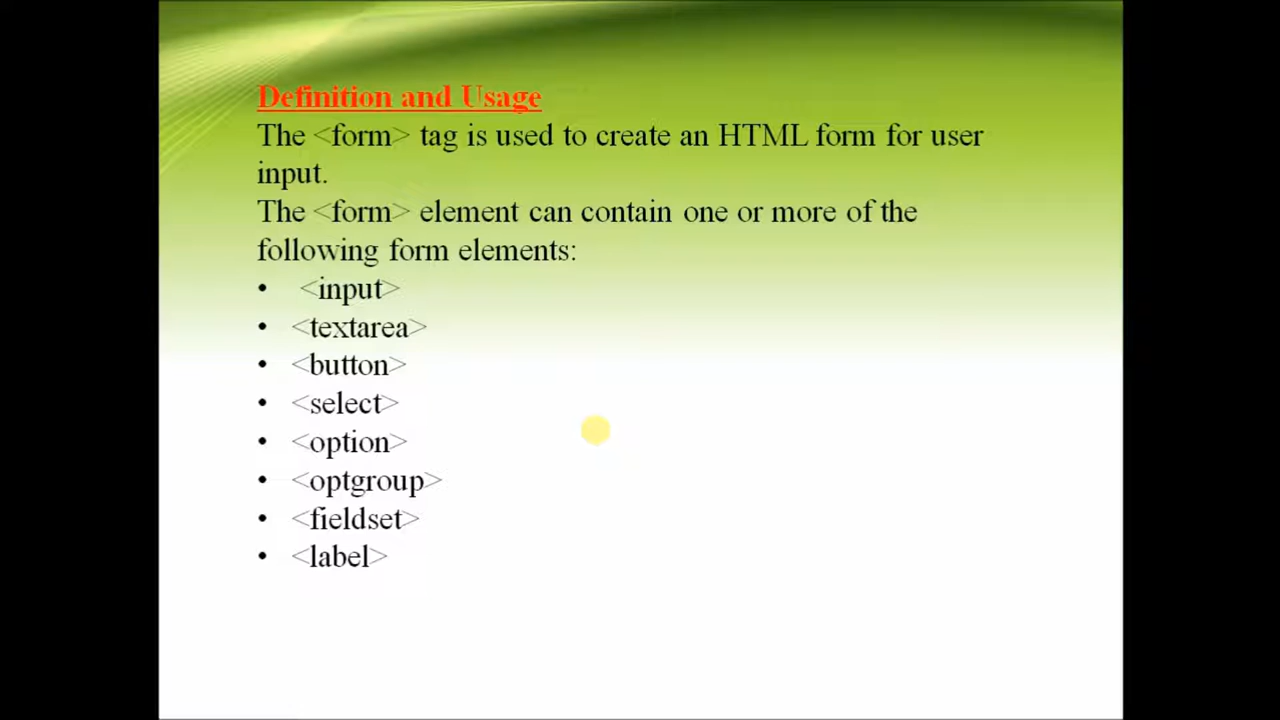 Definition and Usage
The <form> tag is used to create an HTML form for user
input.
The <form> element can contain one or more of the
following form elements:
• <input>
• <textarea>
• <button>
• <select>
• <option>
• <optgroup>
• <fieldset>
• <label>